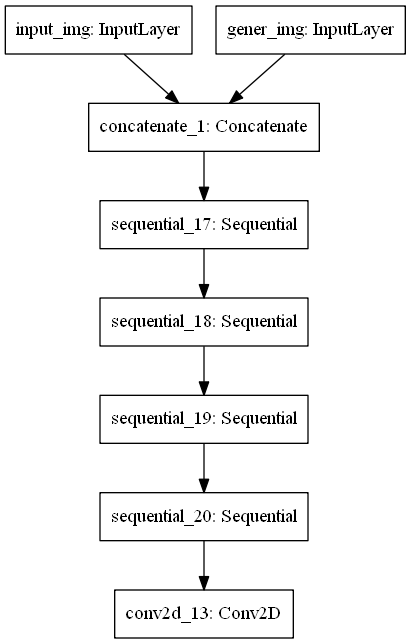 input_img: InputLayer
gener_img: InputLayer
concatenate_1: Concatenate
sequential_17: Sequential
sequential_18: Sequential
sequential_19: Sequential
sequential_20: Sequential
conv2d_13: Conv2D